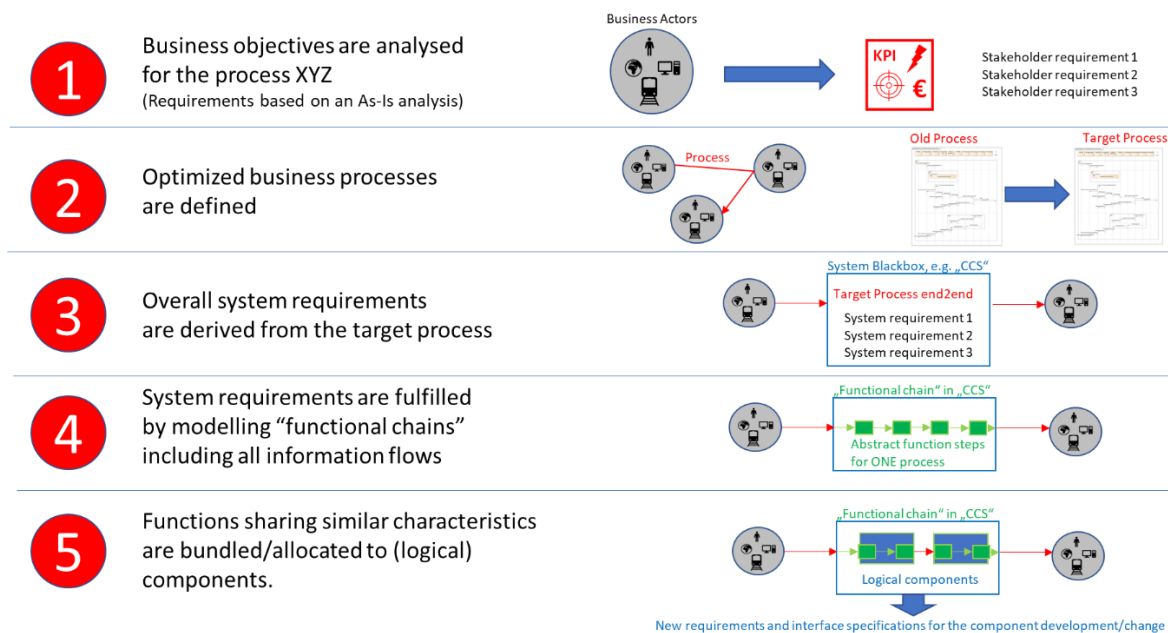 1
Business objectives are analysed
for the process XYZ
(Requirements based on an As-Is analysis)
Business Actors
KPI
€
Stakeholder requirement 1
Stakeholder requirement 2
Stakeholder requirement 3
2
Optimized business processes
are defined
Process
Old Process
Target Process
3
Overall system requirements
are derived from the target process
System Blackbox, e.g. „CCS“
Target Process end2end
System requirement 1
System requirement 2
System requirement 3
4
System requirements are fulfilled
by modelling “functional chains”
including all information flows
„Functional chain“ in „CCS“
Abstract function steps
for ONE process
5
Functions sharing similar characteristics
are bundled/allocated to (logical)
components.
„Functional chain“ in „CCS“
Logical components
New requirements and interface specifications for the component development/change